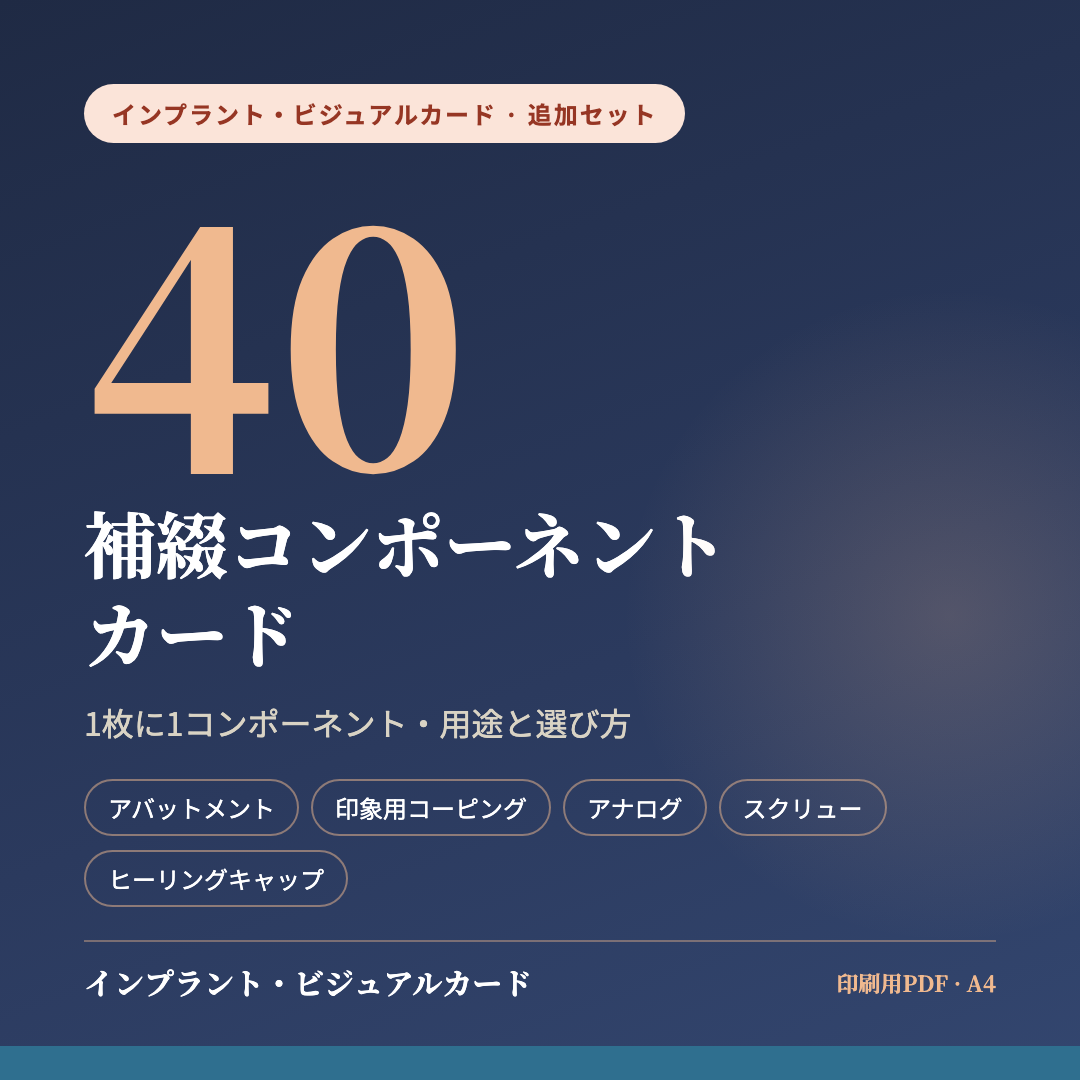 インプラント・ビジュアルカード · 追加セット
40
補綴コンポーネント
カード
1枚に1コンポーネント・用途と選び方
アバットメント 印象用コーピング アナログ スクリュー
ヒーリングキャップ
インプラント・ビジュアルカード 印刷用PDF · A4